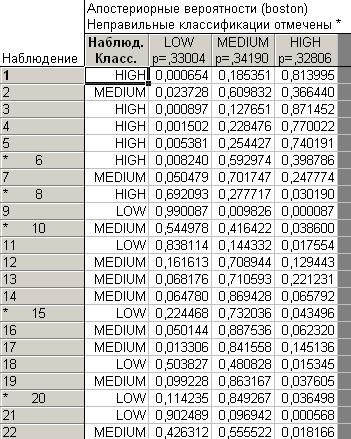 Апостериорные вероятности (boston)
Неправильные классификации отмечены *
Наблюд. LOW MEDIUM HIGH
Наблюдение Класс. p=,33004 p=,34190 p=,32806
1 HIGH 0,000654 0,185351 0,813995
2 MEDIUM 0,023728 0,609832 0,366440
3 HIGH 0,000897 0,127651 0,871452
4 HIGH 0,001502 0,228476 0,770022
5 HIGH 0,005381 0,254427 0,740191
* 6 HIGH 0,008240 0,592974 0,398786
7 MEDIUM 0,050479 0,701747 0,247774
* 8 HIGH 0,692093 0,277717 0,030190
9 LOW 0,990087 0,009826 0,000087
* 10 MEDIUM 0,544978 0,416422 0,038600
11 LOW 0,838114 0,144332 0,017554
12 MEDIUM 0,161613 0,708944 0,129443
13 MEDIUM 0,068176 0,710593 0,221231
14 MEDIUM 0,064780 0,869428 0,065792
* 15 LOW 0,224468 0,732036 0,043496
16 MEDIUM 0,050144 0,887536 0,062320
17 MEDIUM 0,013306 0,841558 0,145136
18 LOW 0,503827 0,480828 0,015345
19 MEDIUM 0,099228 0,863167 0,037605
* 20 LOW 0,114235 0,849267 0,036498
21 LOW 0,902489 0,096942 0,000568
22 MEDIUM 0,426312 0,555522 0,018166